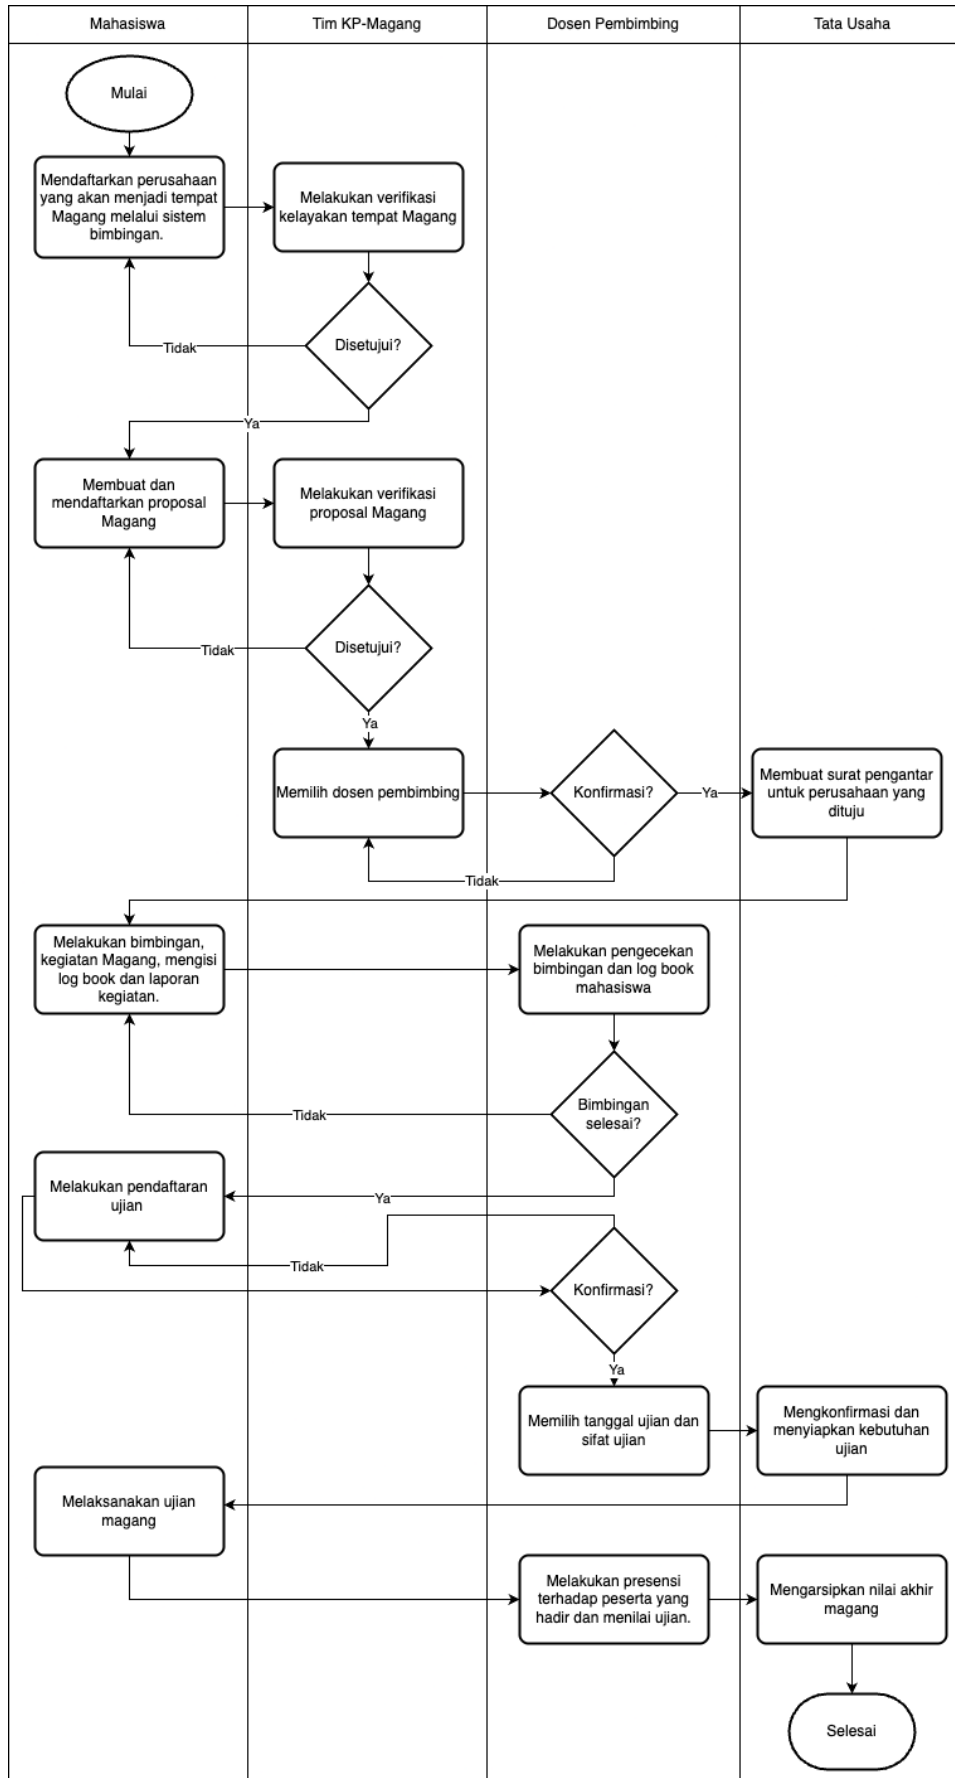 Mahasiswa
Tim KP-Magang
Dosen Pembimbing
Tata Usaha
Mulai
Mendaftarkan perusahaan
yang akan menjadi tempat
Magang melalui sistem
bimbingan.
Melakukan verifikasi
kelayakan tempat Magang
Disetujui?
Tidak
Ya
Membuat dan
mendaftarkan proposal
Magang
Melakukan verifikasi
proposal Magang
Disetujui?
Tidak
Ya
Memilih dosen pembimbing
Konfirmasi?
Ya
Membuat surat pengantar
untuk perusahaan yang
dituju
Tidak
Melakukan bimbingan,
kegiatan Magang, mengisi
log book dan laporan
kegiatan.
Melakukan pengecekan
bimbingan dan log book
mahasiswa
Bimbingan
selesai?
Tidak
Ya
Melakukan pendaftaran
ujian
Tidak
Konfirmasi?
Ya
Memilih tanggal ujian dan
sifat ujian
Mengkonfirmasi dan
menyiapkan kebutuhan
ujian
Melaksanakan ujian
magang
Melakukan presensi
terhadap peserta yang
hadir dan menilai ujian.
Mengarsipkan nilai akhir
magang
Selesai